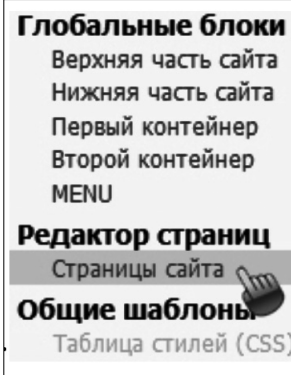 Глобальные блоки
Верхняя часть сайта
Нижняя часть сайта
Первый контейнер
Второй контейнер
MENU
Редактор страниц
Страницы сайта
Общие шаблоны
Таблица стилей (CSS)